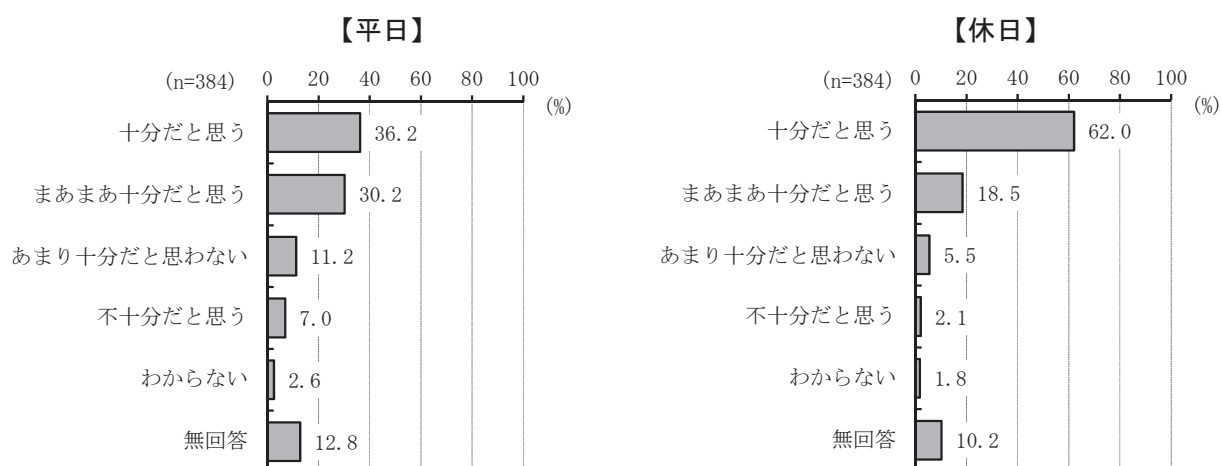 【平日】
(n=384) 0 20 40 60 80 100
(%)
十分だと思う 36.2
まあまあ十分だと思う 30.2
あまり十分だと思わない 11.2
不十分だと思う 7.0
わからない 2.6
無回答 12.8
【休日】
(n=384) 0 20 40 60 80 100
(%)
十分だと思う 62.0
まあまあ十分だと思う 18.5
あまり十分だと思わない 5.5
不十分だと思う 2.1
わからない 1.8
無回答 10.2